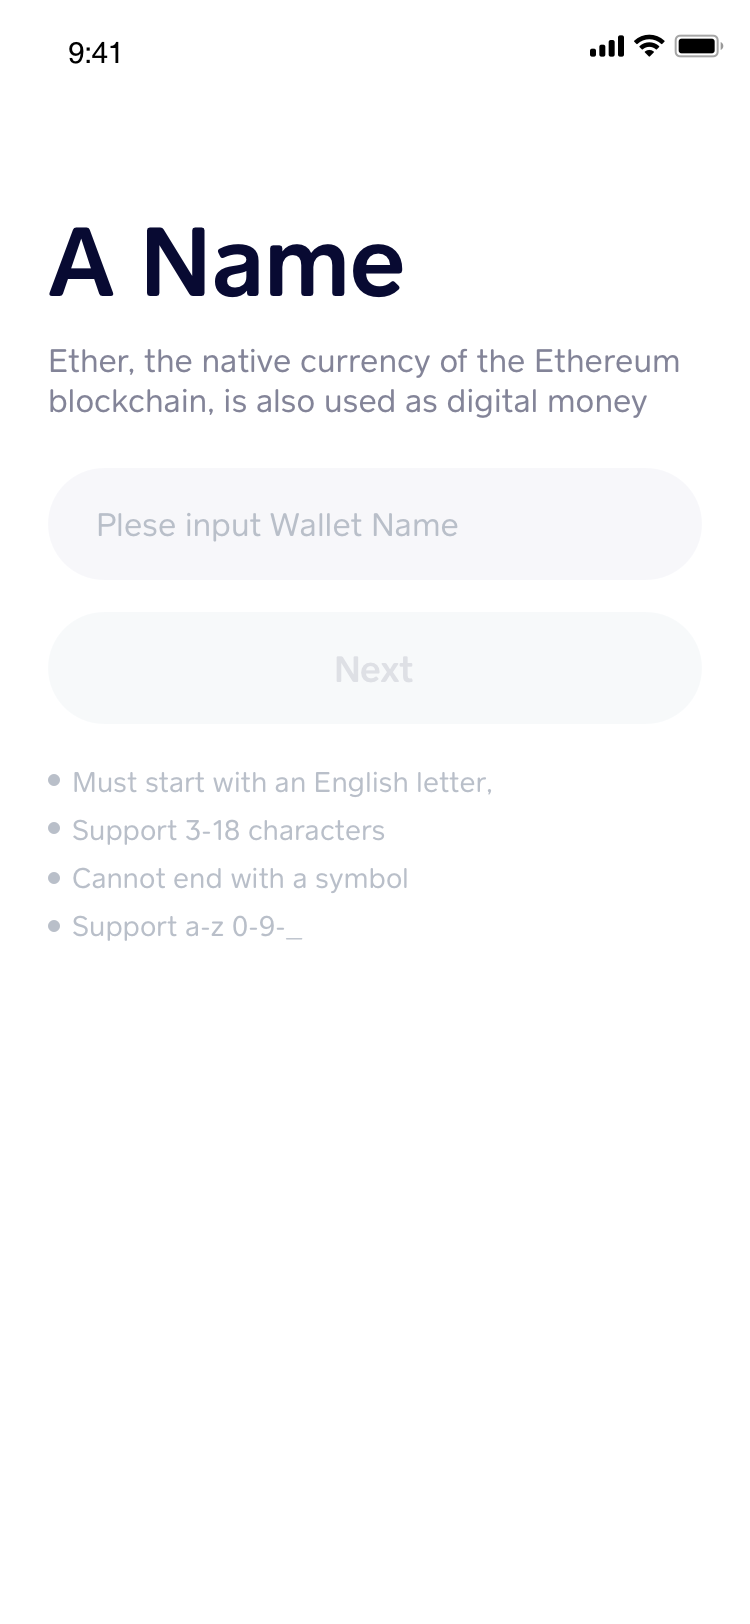 9:41
A Name
Ether, the native currency of the Ethereum
blockchain, is also used as digital money
Plese input Wallet Name
Next
Must start with an English letter,
Support 3-18 characters
Cannot end with a symbol
Support a-z 0-9-_